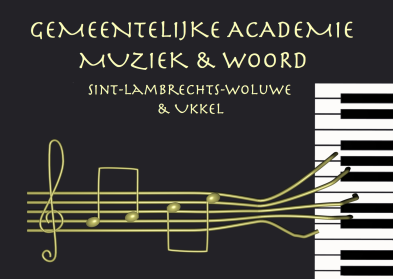 GEMEENTELIJKE ACADEMIE
MUZIEK & WOORD
SINT-LAMBRECHTS-WOLUWE
& UKKEL